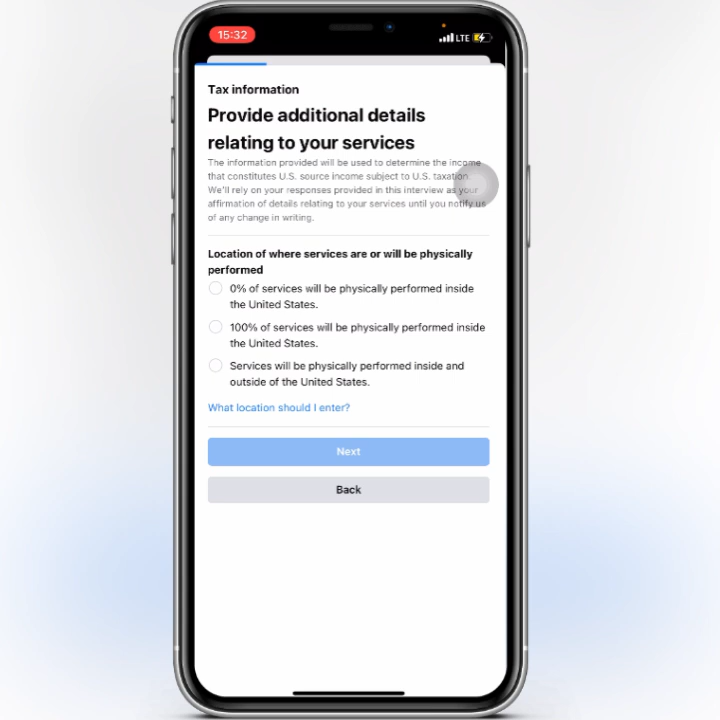 15:32
LTE
Tax information
Provide additional details
relating to your services
The information provided will be used to determine the income
that constitutes U.S. source income subject to U.S. taxation.
We'll rely on your responses provided in this interview as your
affirmation of details relating to your services until you notify us
of any change in writing.
Location of where services are or will be physically
performed
0% of services will be physically performed inside
the United States.
100% of services will be physically performed inside
the United States.
Services will be physically performed inside and
outside of the United States.
What location should I enter?
Next
Back